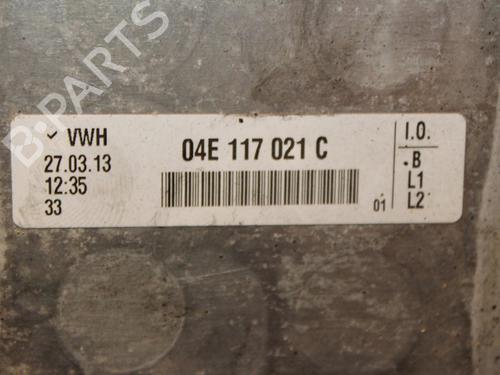 ✓ VWH
27.03.13
12:35
33
04E 117 021 C
01
I.O.
.B
L1
L2
B-PARTS